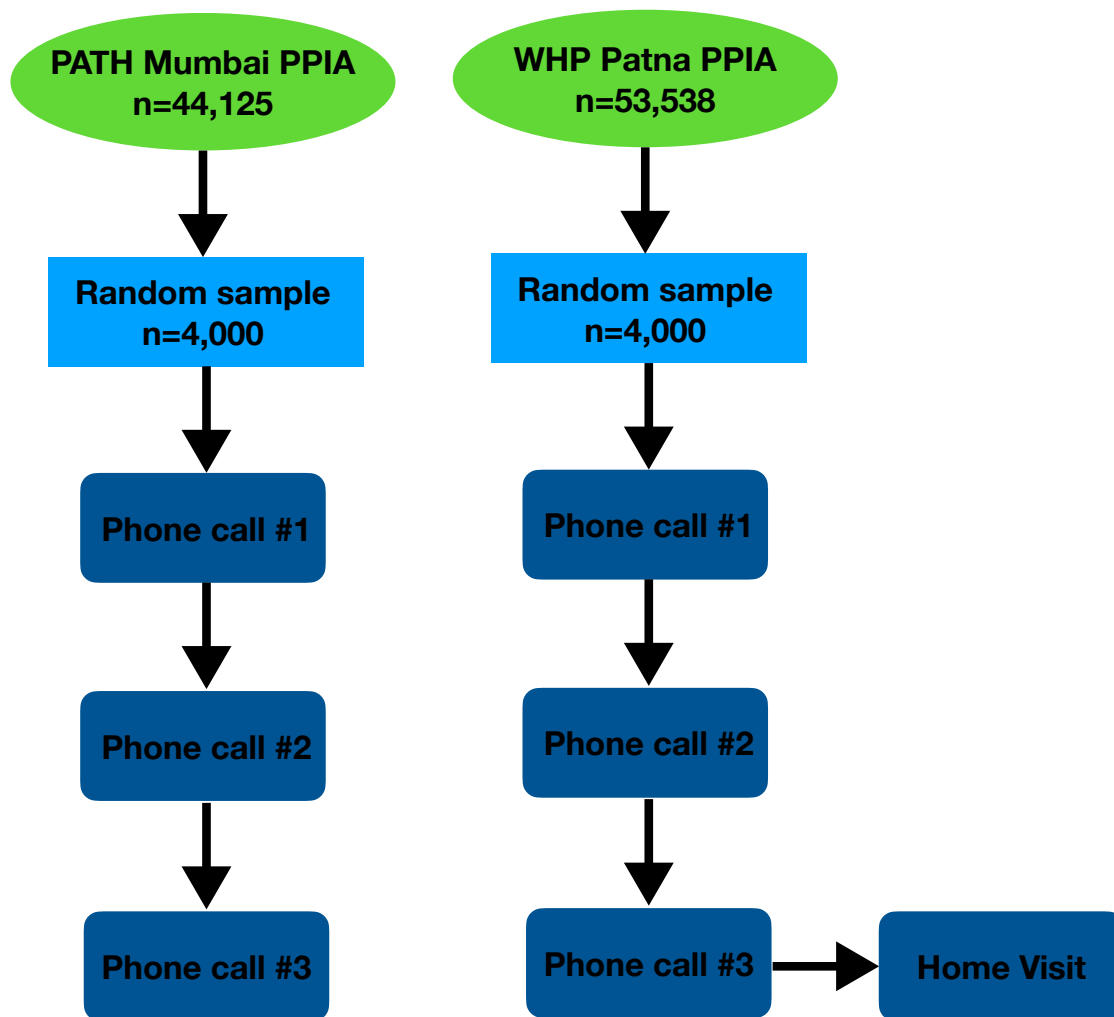 PATH Mumbai PPIA
n=44,125
Random sample
n=4,000
Phone call #1
Phone call #2
Phone call #3
WHP Patna PPIA
n=53,538
Random sample
n=4,000
Phone call #1
Phone call #2
Phone call #3
Home Visit